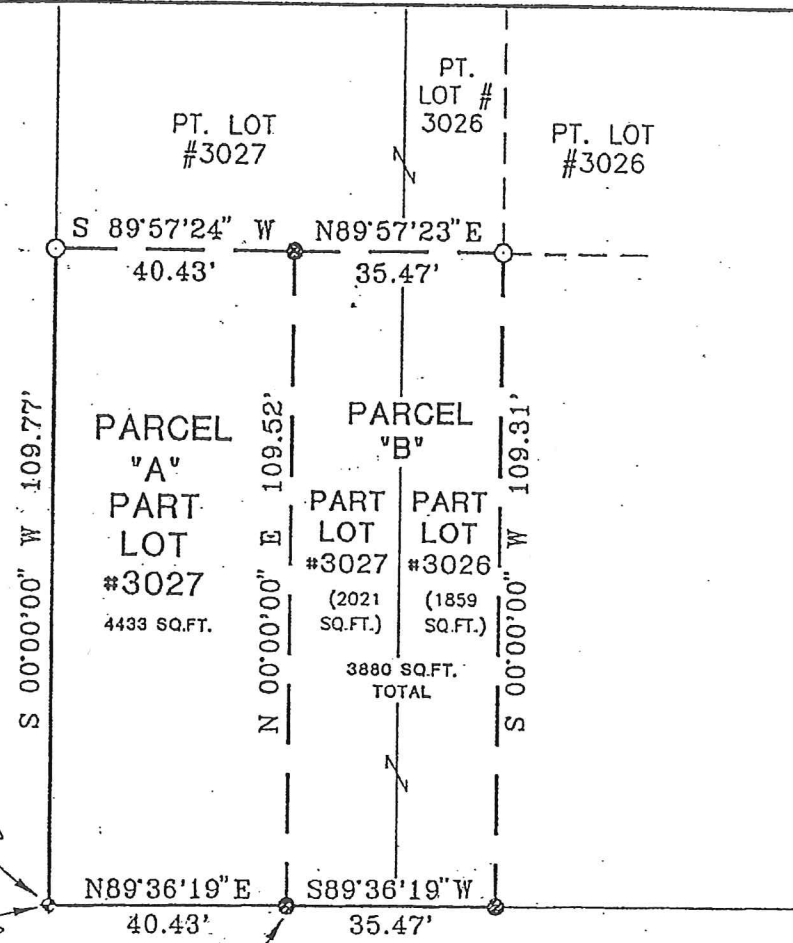 PT. LOT
#3027
PT.
LOT #
3026
PT. LOT
#3026
S 89°57'24" W
40.43'
N89°57'23"E
35.47'
S 00°00'00" W 109.77'
PARCEL
"A"
PART
LOT
#3027
4433 SQ.FT.
N 00°00'00" E 109.52'
PARCEL
"B"
PART
LOT
#3027
(2021
SQ.FT.)
PART
LOT
#3026
(1859
SQ.FT.)
3880 SQ.FT.
TOTAL
S 00°00'00" W 109.31'
N89°36'19"E
40.43'
S89°36'19"W
35.47'